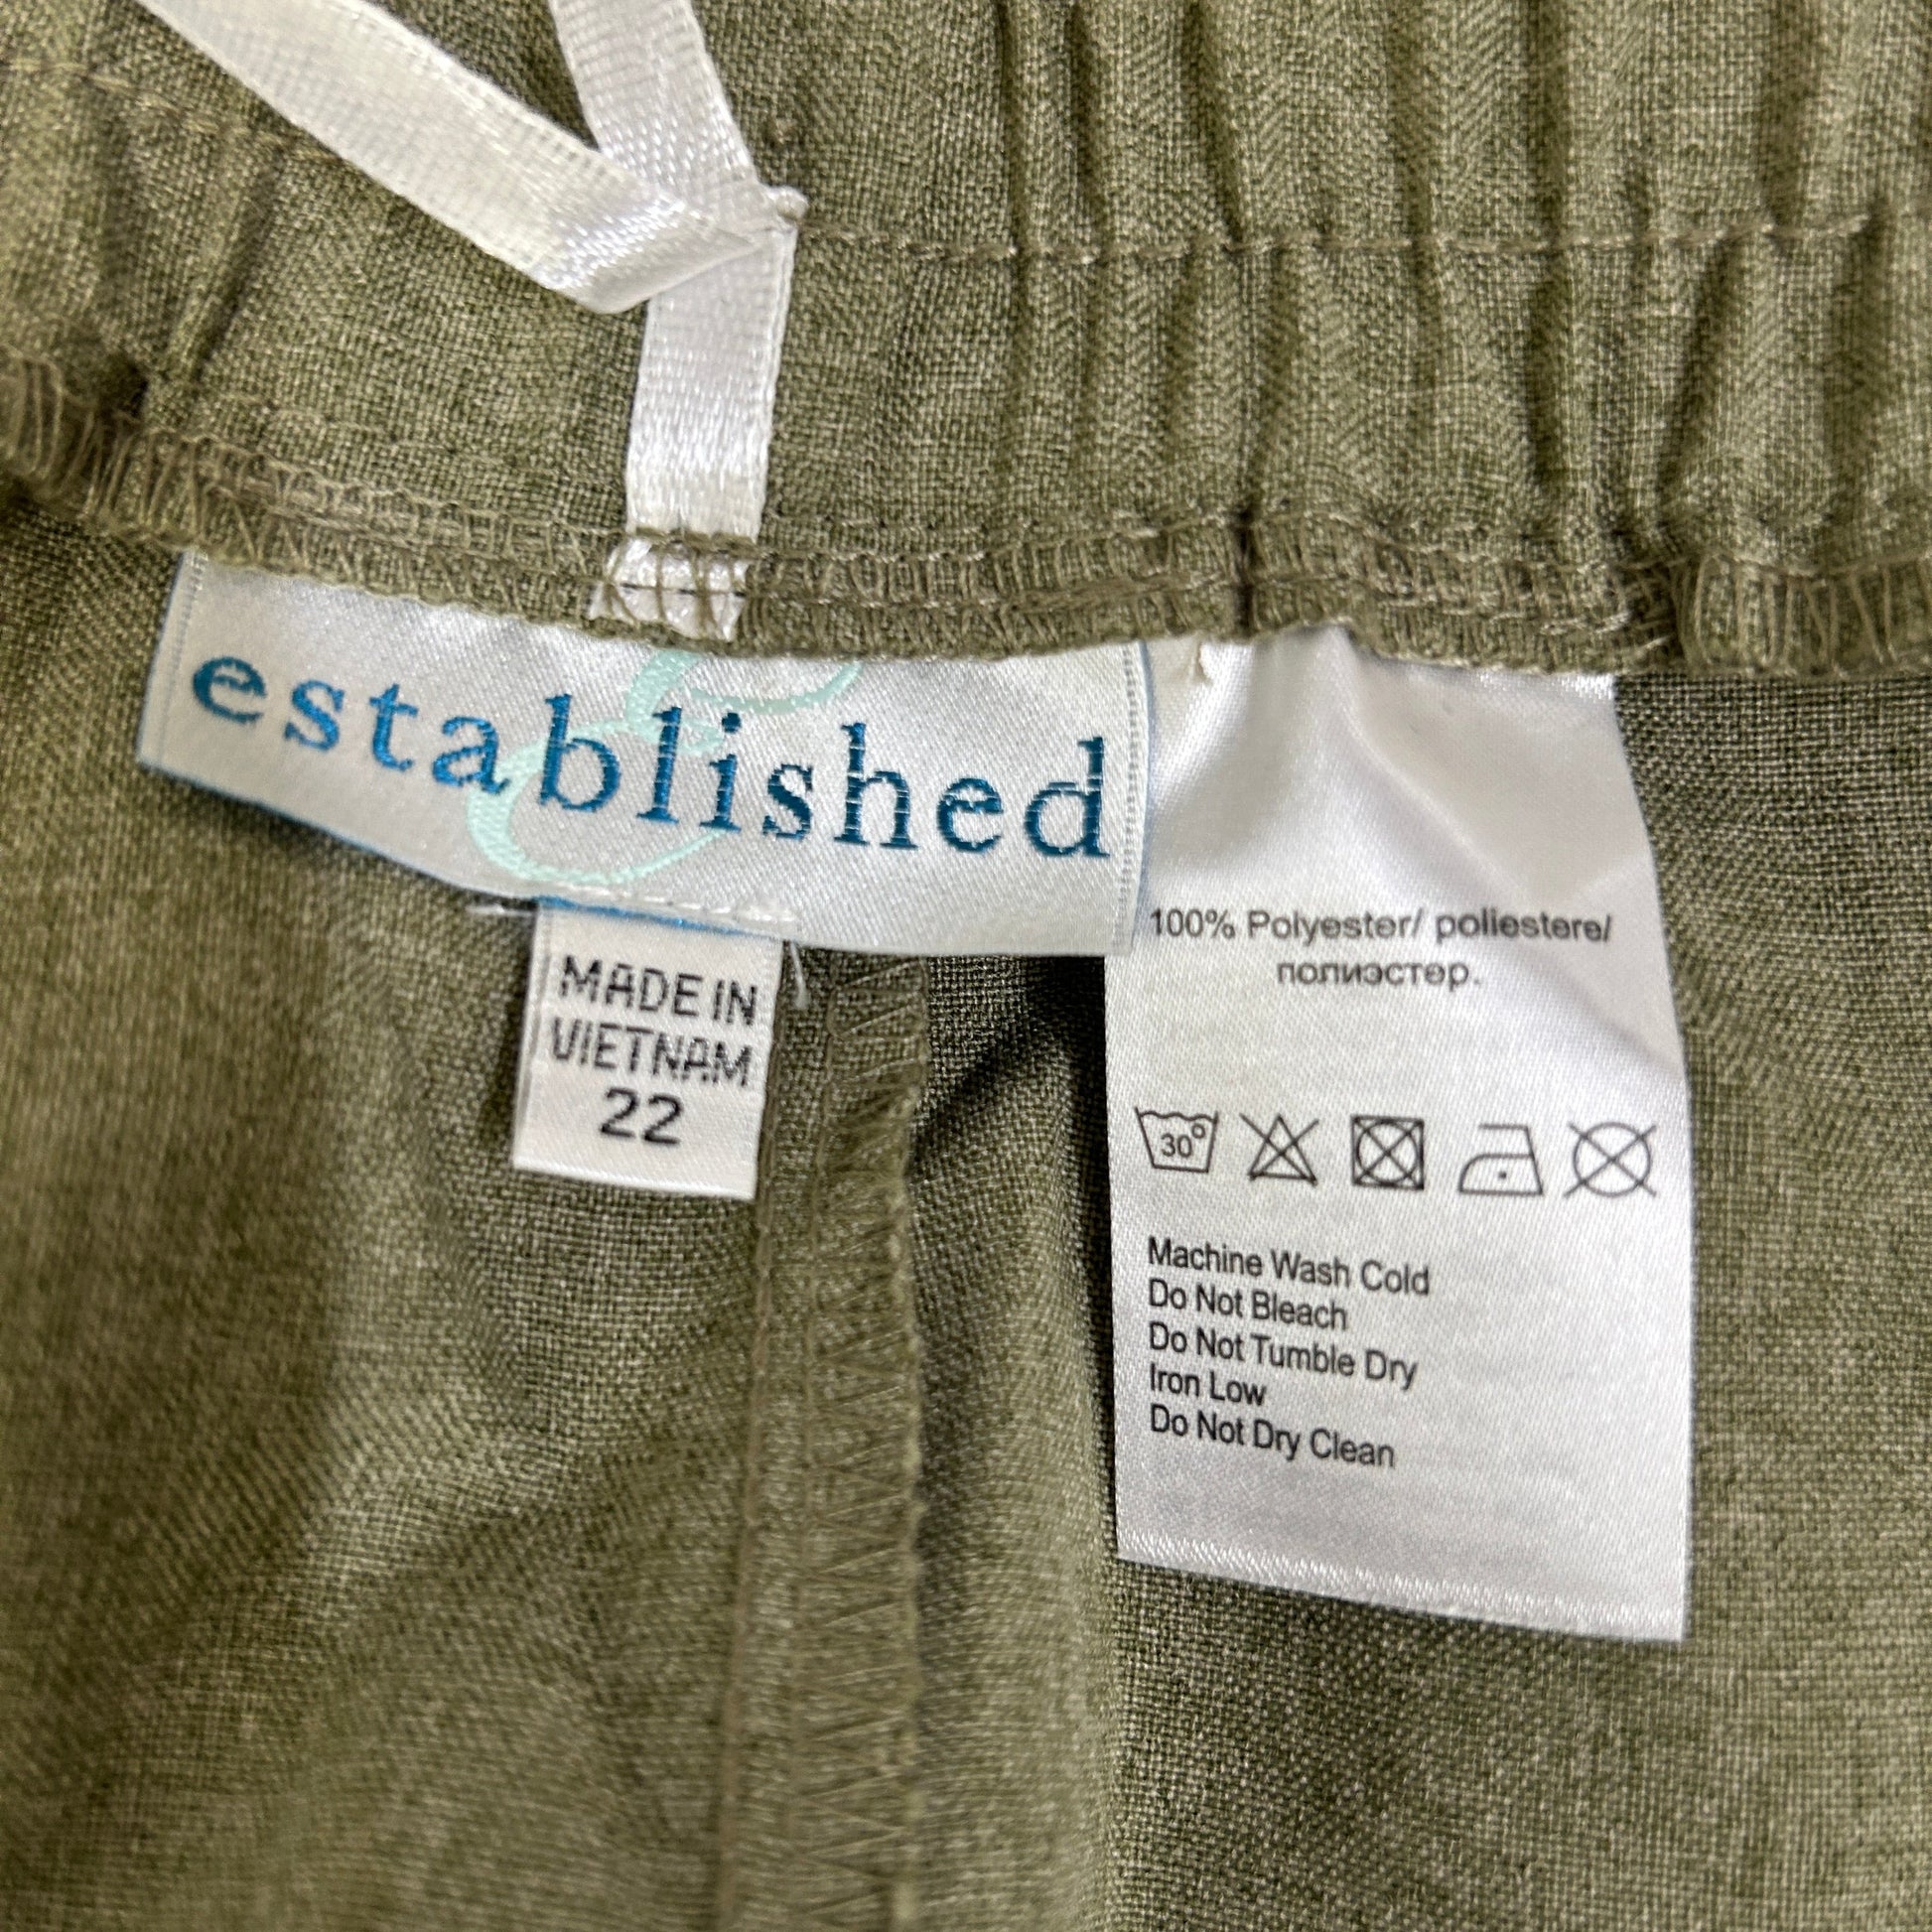 established
MADE IN
VIETNAM
22
100% Polyester/ poliestere/
полиэстер.
30°
Machine Wash Cold
Do Not Bleach
Do Not Tumble Dry
Iron Low
Do Not Dry Clean